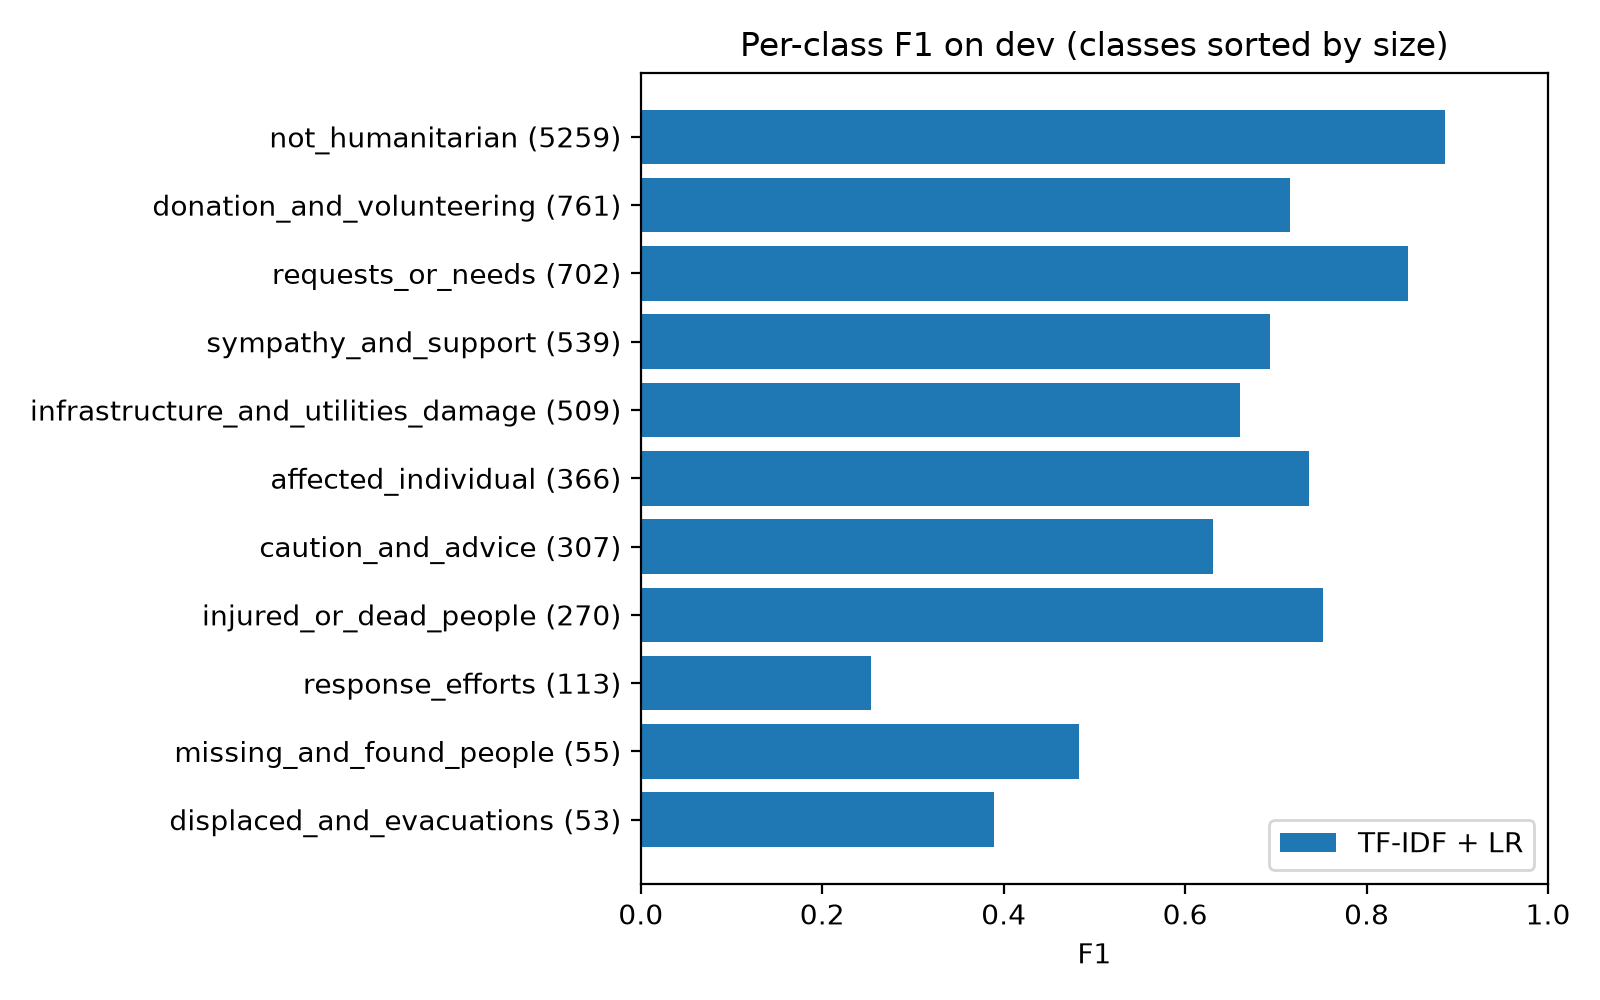 Per-class F1 on dev (classes sorted by size)
not_humanitarian (5259)
donation_and_volunteering (761)
requests_or_needs (702)
sympathy_and_support (539)
infrastructure_and_utilities_damage (509)
affected_individual (366)
caution_and_advice (307)
injured_or_dead_people (270)
response_efforts (113)
missing_and_found_people (55)
displaced_and_evacuations (53)
TF-IDF + LR
0.0 0.2 0.4 0.6 0.8 1.0
F1